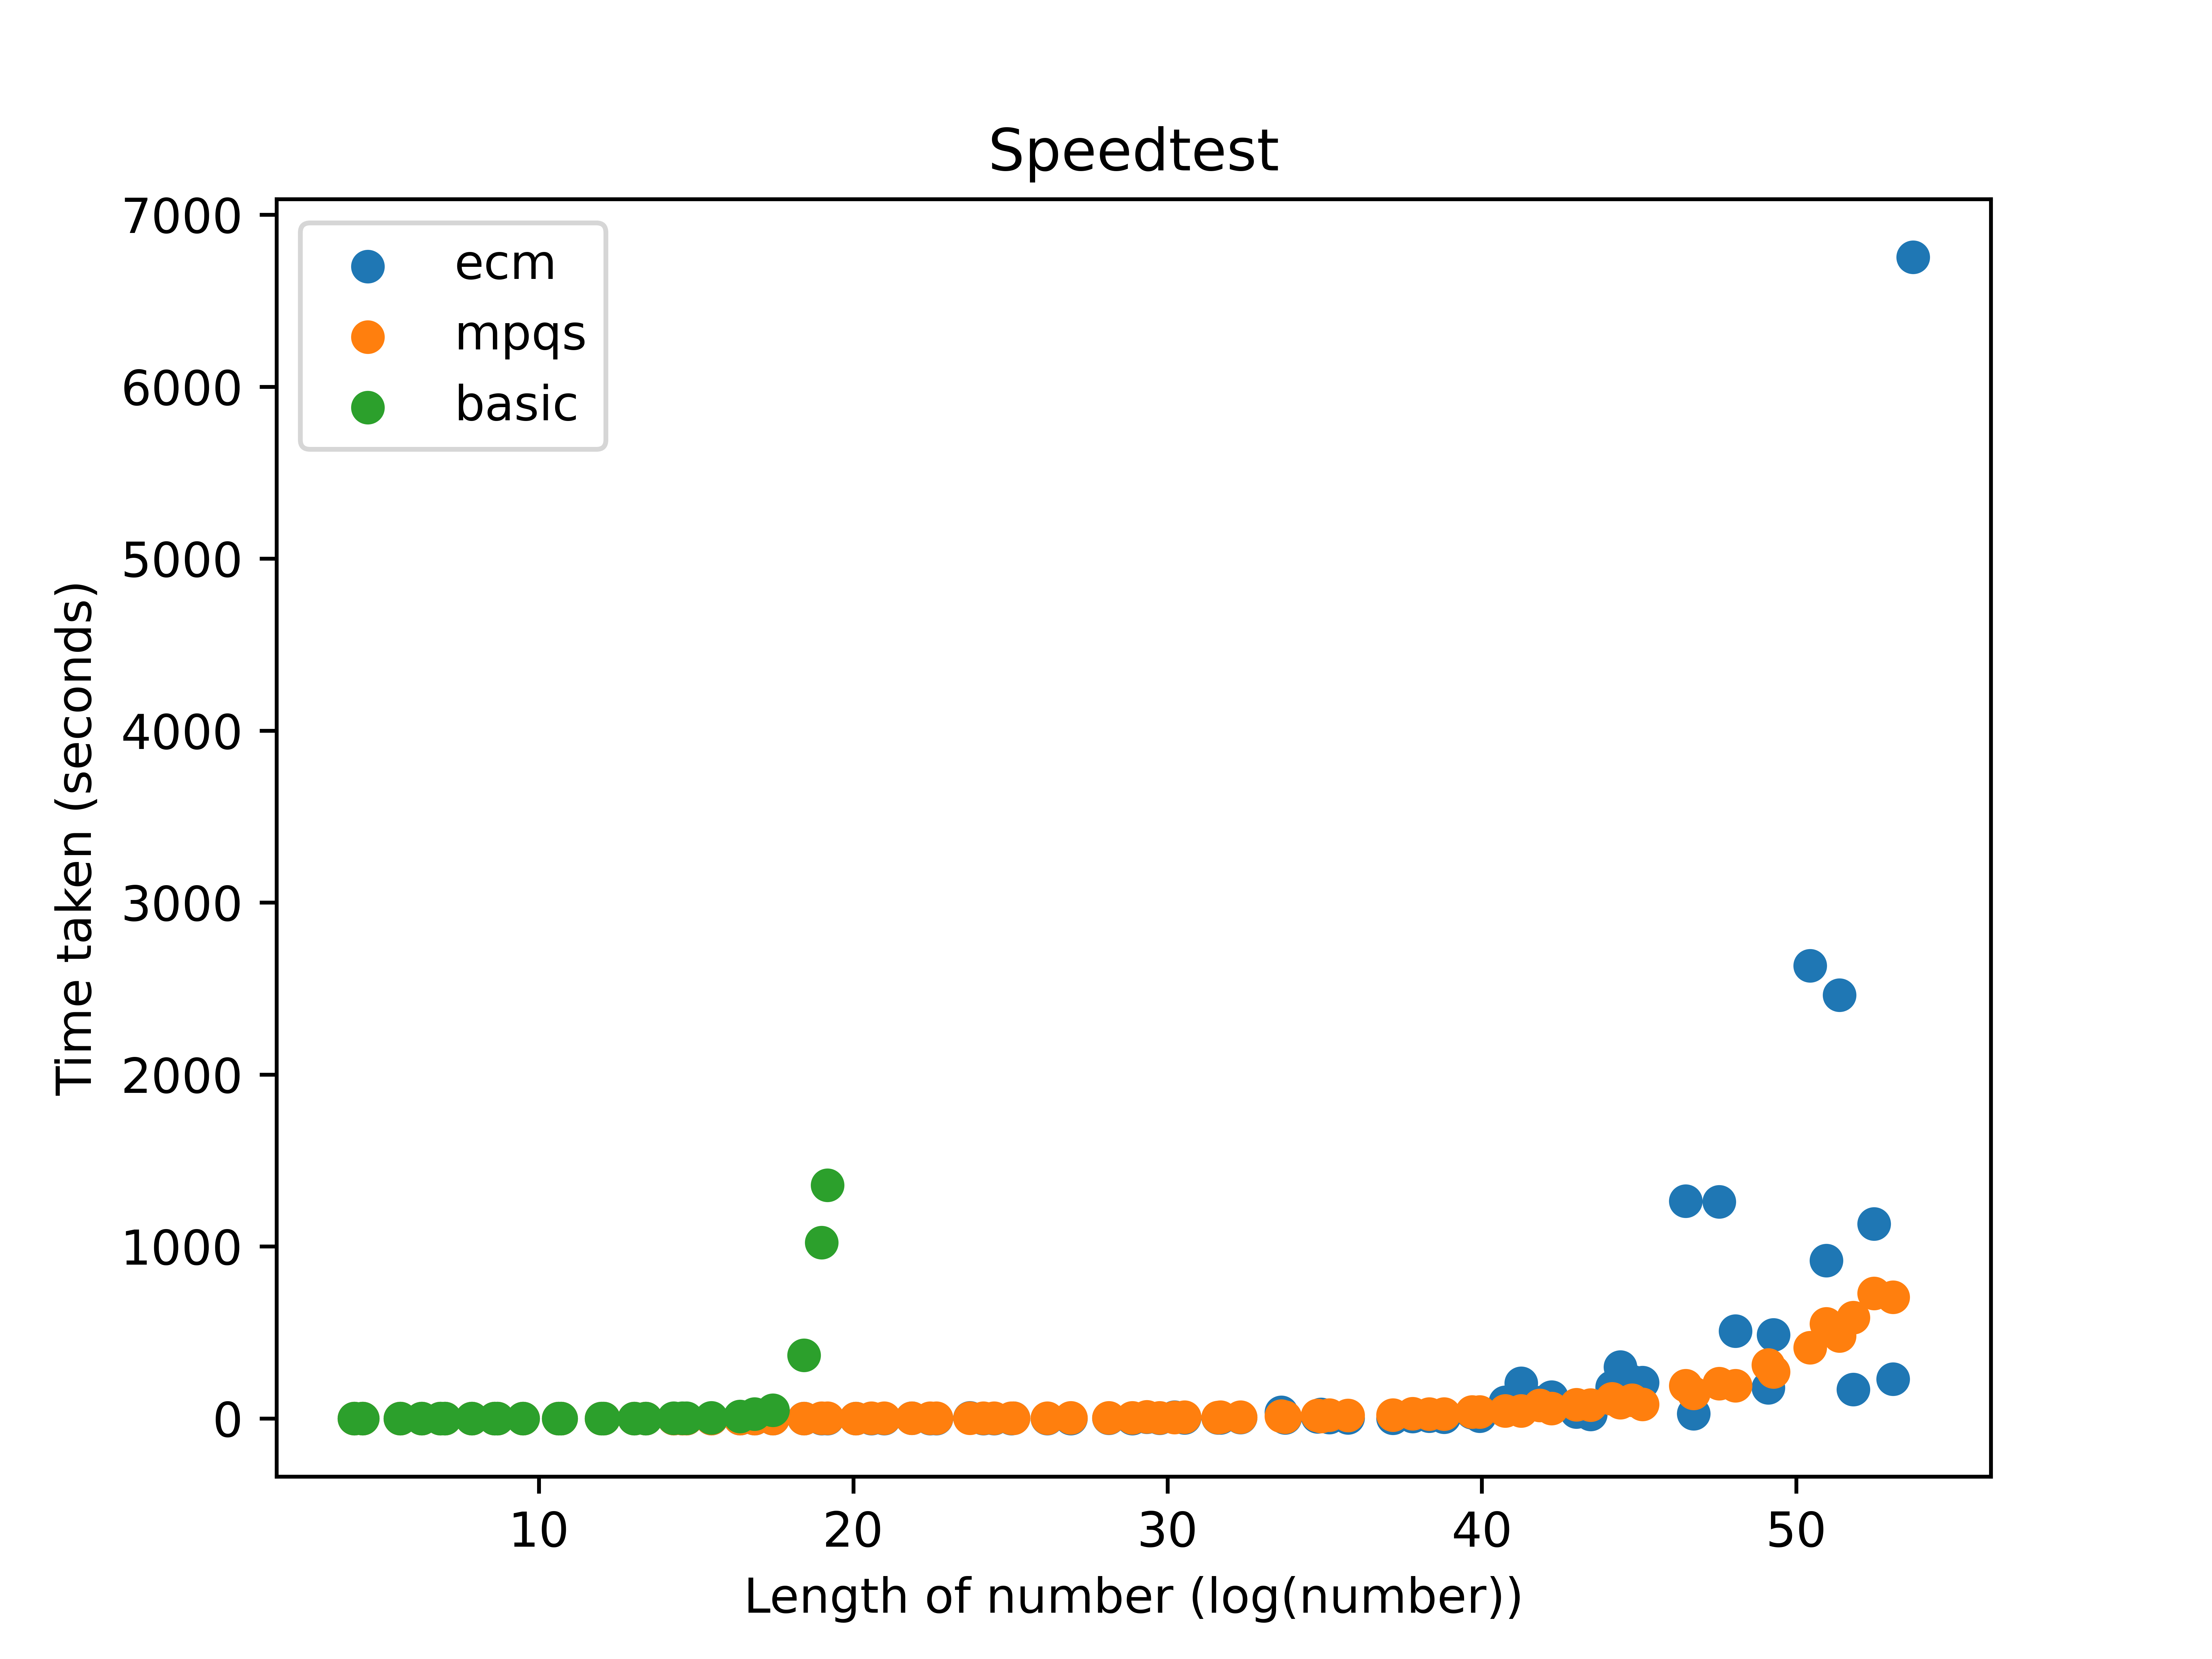 Speedtest
7000
6000
5000
4000
3000
2000
1000
0
Time taken (seconds)
ecm
mpqs
basic
10 20 30 40 50
Length of number (log(number))